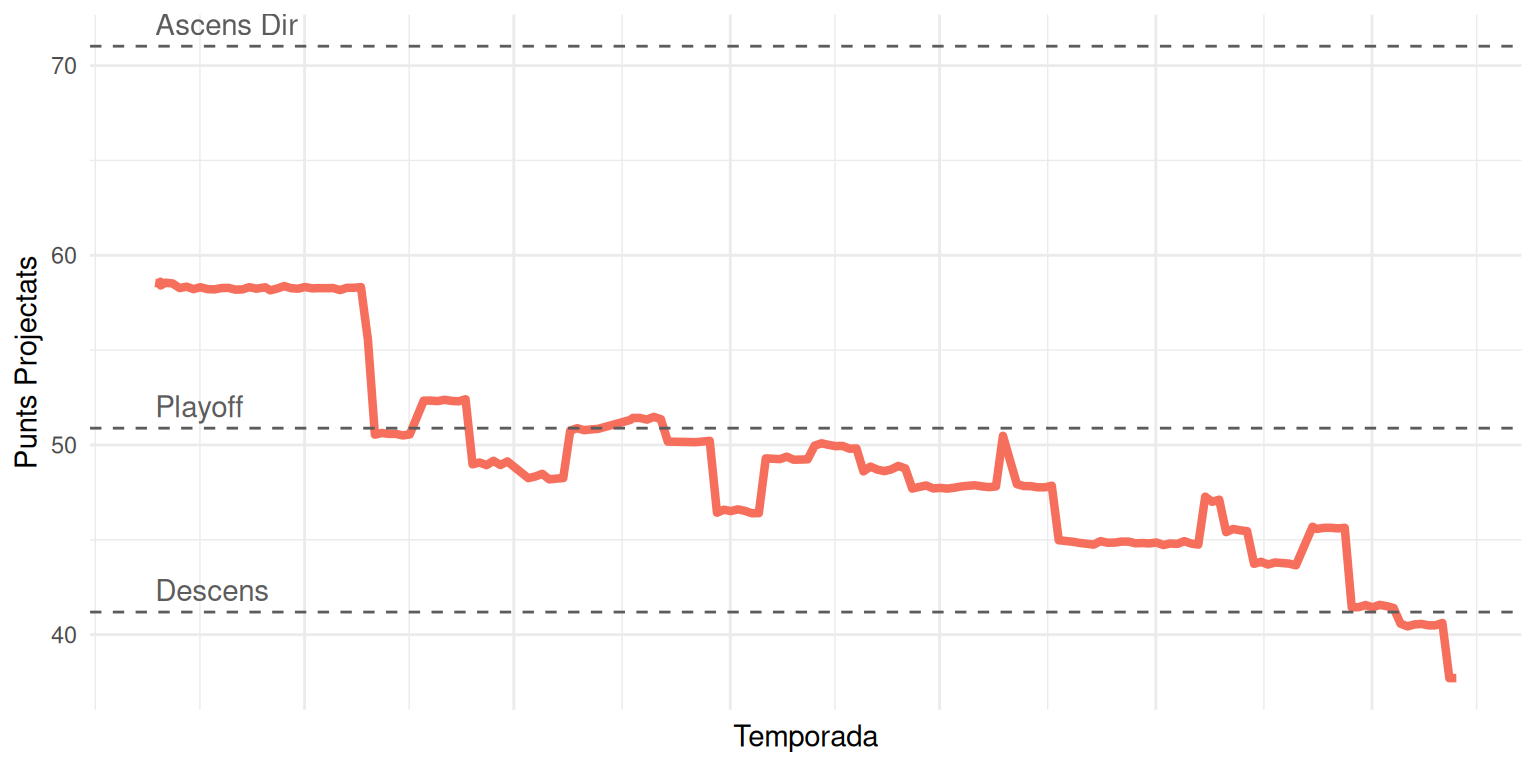 Ascens Dir
70
60
Punts Projectats
Playoff
50
Descens
40
Temporada